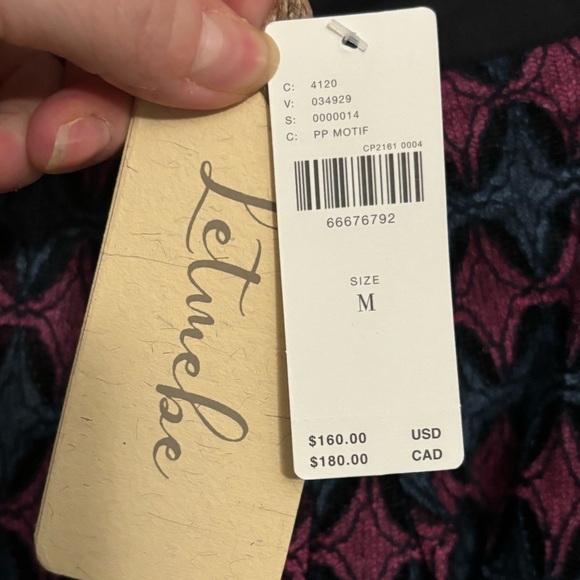 Letmebe
C: 4120
V: 034929
S: 0000014
C: PP MOTIF
CP2161 0004
66676792
SIZE
M
$160.00 USD
$180.00 CAD